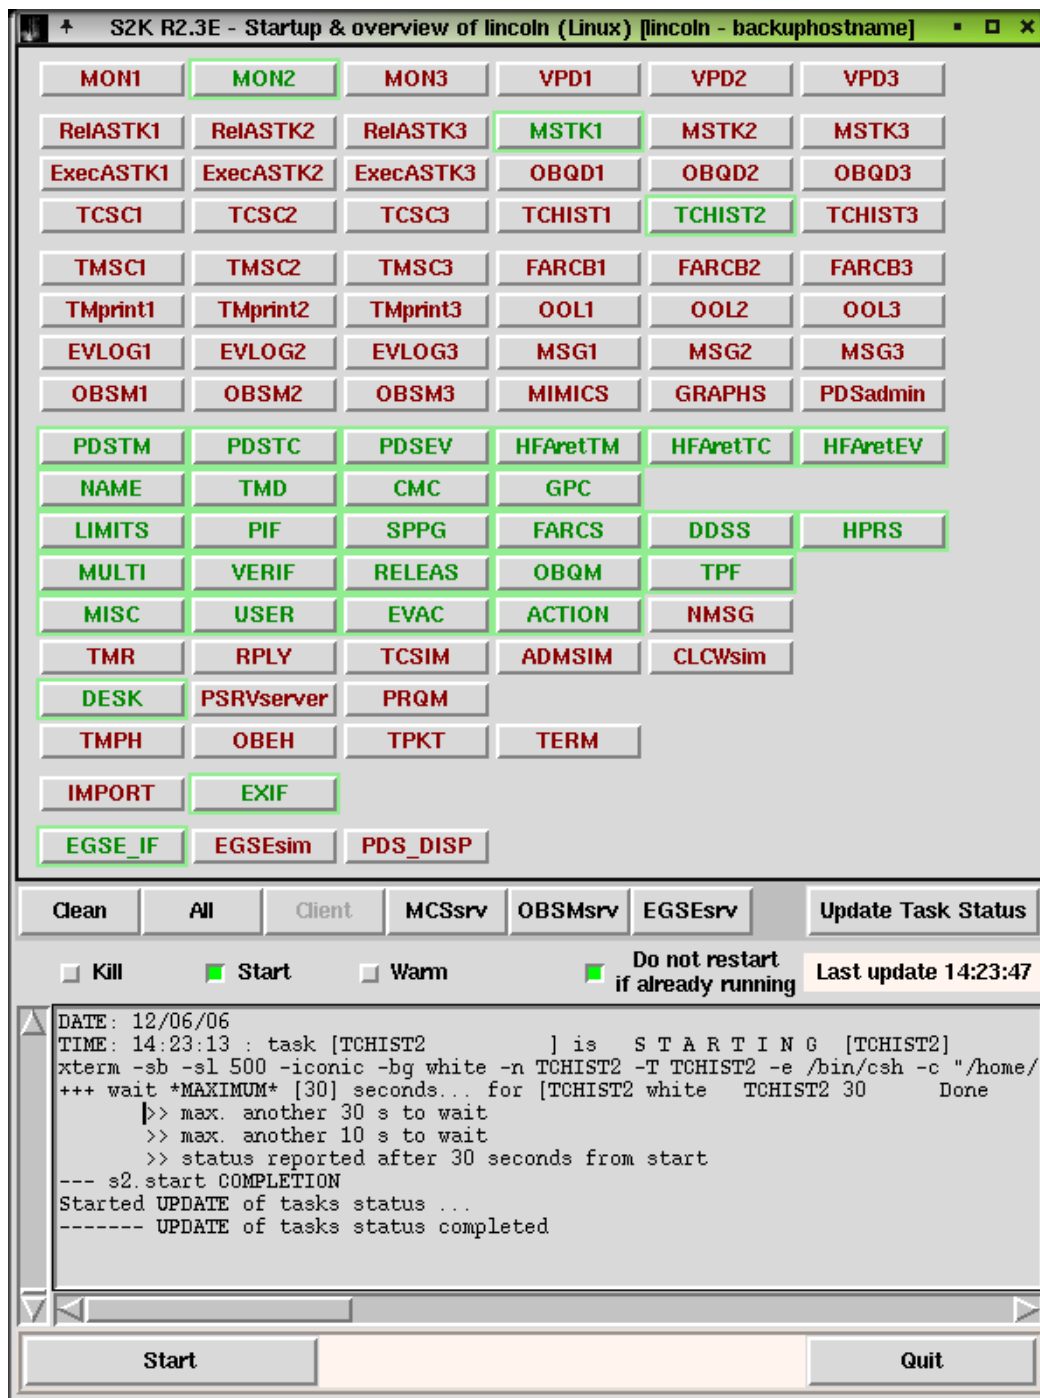 S2K R2.3E - Startup & overview of lincoln (Linux) [lincoln - backuphostname]
MON1 MON2 MON3 VPD1 VPD2 VPD3
RelASTK1 RelASTK2 RelASTK3 MSTK1 MSTK2 MSTK3
ExecASTK1 ExecASTK2 ExecASTK3 OBQD1 OBQD2 OBQD3
TCSC1 TCSC2 TCSC3 TCHIST1 TCHIST2 TCHIST3
TMSC1 TMSC2 TMSC3 FARCB1 FARCB2 FARCB3
TMprint1 TMprint2 TMprint3 OOL1 OOL2 OOL3
EVLOG1 EVLOG2 EVLOG3 MSG1 MSG2 MSG3
OBSM1 OBSM2 OBSM3 MIMICS GRAPHS PDSadmin
PDSTM PDSTC PDSEV HFAretTM HFAretTC HFAretEV
NAME TMD CMC GPC
LIMITS PIF SPPG FARCS DDSS HPRS
MULTI VERIF RELEAS OBQM TPF
MISC USER EVAC ACTION NMSG
TMR RPLY TCSIM ADMSIM CLCWsim
DESK PSRVserver PRQM
TMPH OBEH TPKT TERM
IMPORT EXIF
EGSE_IF EGSEsim PDS_DISP
Clean All Client MCSsrv OBSMsrv EGSEsrv Update Task Status
Kill Start Warm Do not restart
if already running Last update 14:23:47
DATE: 12/06/06
TIME: 14:23:13 : task [TCHIST2 ] is S T A R T I N G [TCHIST2]
xterm -sb -sl 500 -iconic -bg white -n TCHIST2 -T TCHIST2 -e /bin/csh -c "/home/
+++ wait *MAXIMUM* [30] seconds... for [TCHIST2 white TCHIST2 30 Done
>> max. another 30 s to wait
>> max. another 10 s to wait
>> status reported after 30 seconds from start
--- s2.start COMPLETION
Started UPDATE of tasks status ...
------- UPDATE of tasks status completed
Start Quit